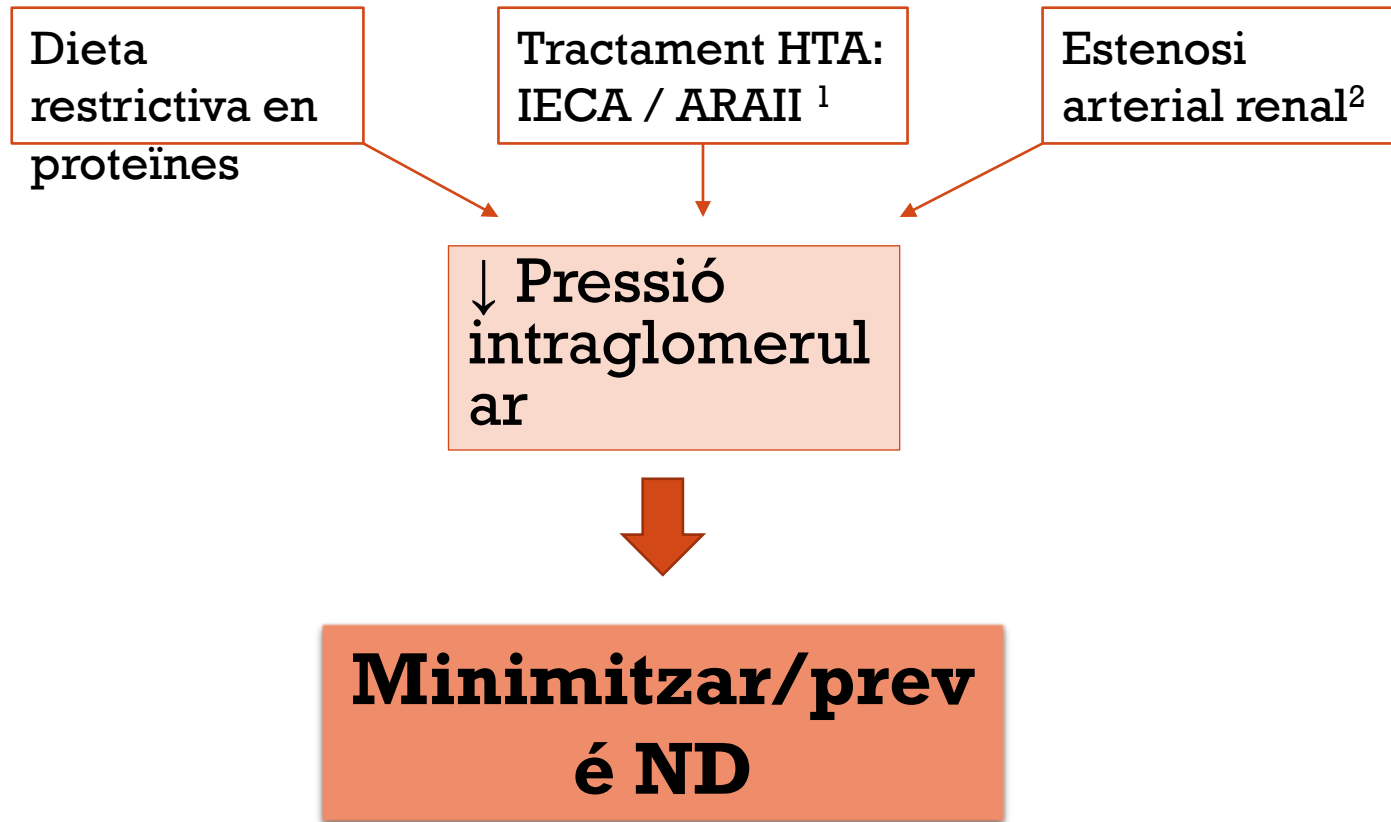 Dieta
restrictiva en
proteïnes
Tractament HTA:
IECA / ARAII ¹
Estenosi
arterial renal²
↓ Pressió
intraglomerul
ar
Minimitzar/prev
é ND